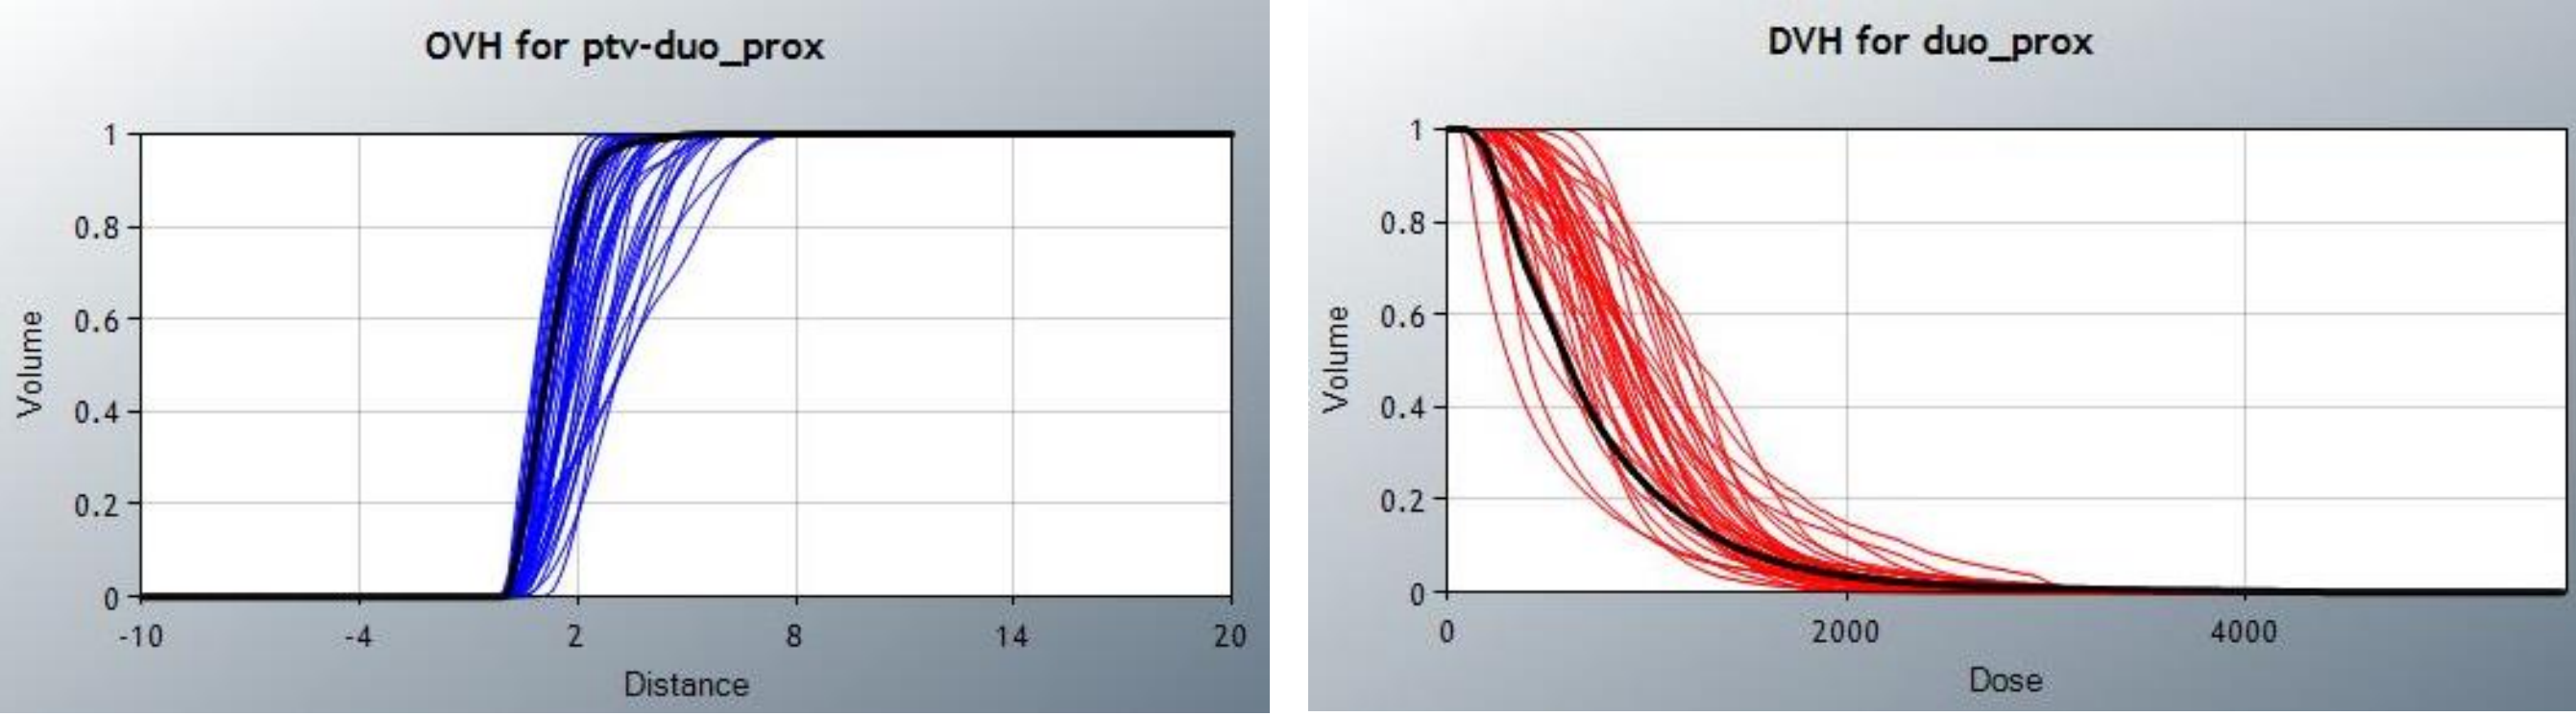 OVH for ptv-duo_prox
1
0.8
0.6
0.4
0.2
0
Volume
-10 -4 2 8 14 20
Distance
DVH for duo_prox
1
0.8
0.6
0.4
0.2
0
Volume
0 2000 4000
Dose